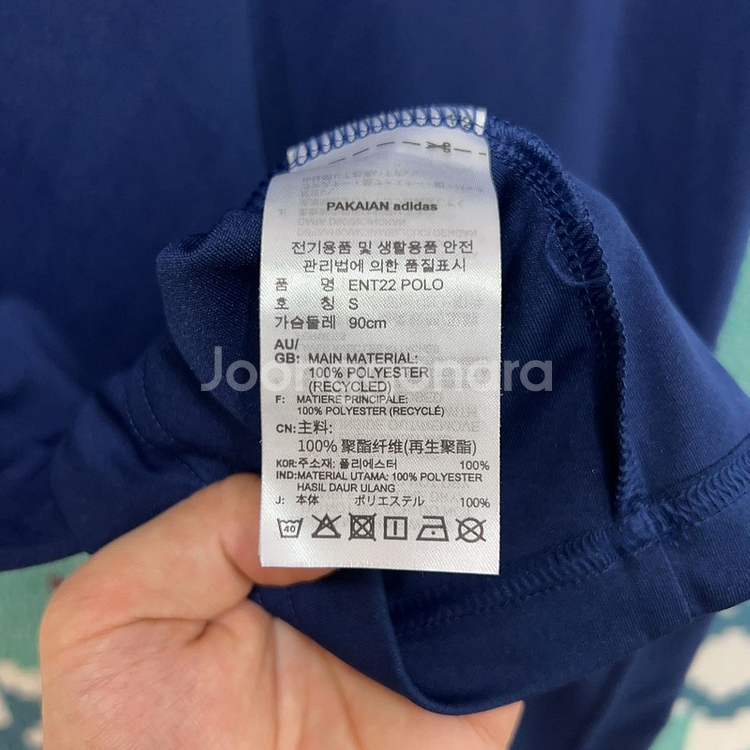 PAKAIAN adidas
전기용품 및 생활용품 안전
관리법에 의한 품질표시
품 명 ENT22 POLO
호 칭 S
가슴둘레 90cm
AU/
GB: MAIN MATERIAL:
100% POLYESTER
(RECYCLED)
F: MATIERE PRINCIPALE:
100% POLYESTER (RECYCLÉ)
CN: 主料:
100% 聚酯纤维(再生聚酯)
KOR:주소재: 폴리에스터 100%
IND:MATERIAL UTAMA: 100% POLYESTER
HASIL DAUR ULANG
J: 本体 ポリエステル 100%
40